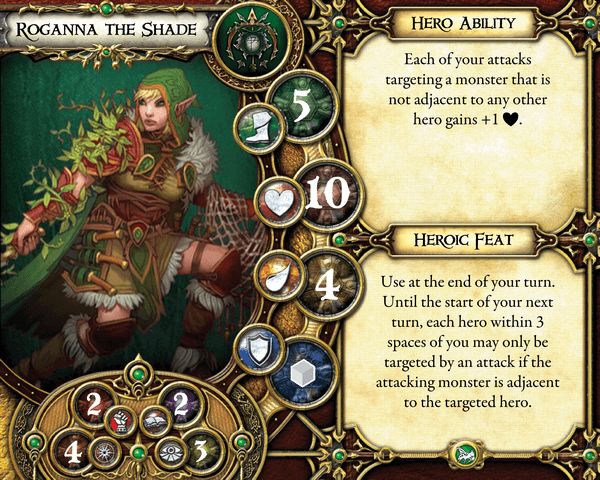 Roganna the Shade
5
10
4
2
2
4
3
Hero Ability
Each of your attacks
targeting a monster that is
not adjacent to any other
hero gains +1 ♥.
Heroic Feat
Use at the end of your turn.
Until the start of your next
turn, each hero within 3
spaces of you may only be
targeted by an attack if the
attacking monster is adjacent
to the targeted hero.